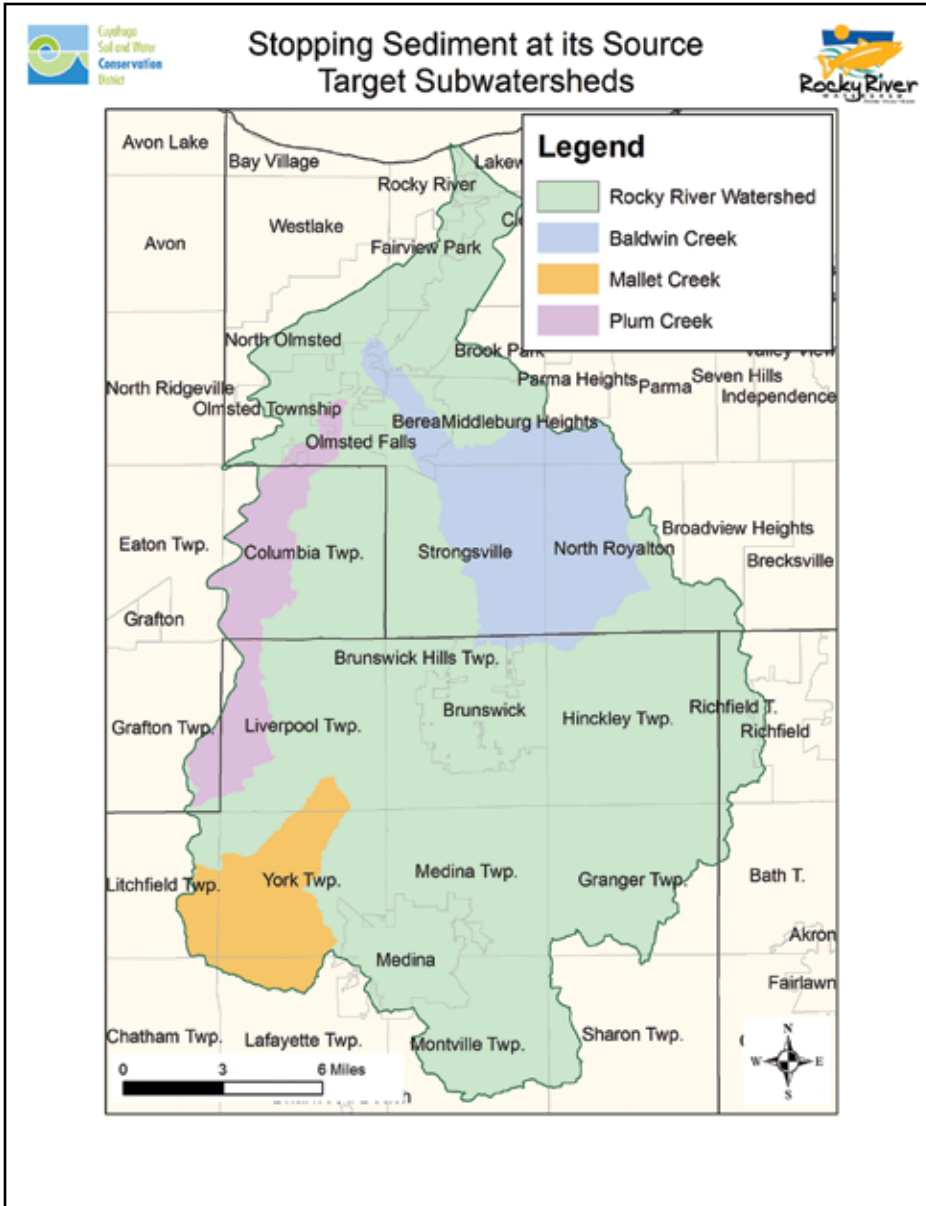 Cuyahoga
Soil and Water
Conservation
District
Stopping Sediment at its Source
Target Subwatersheds
Rocky River
WATERSHED
Legend
Rocky River Watershed
Baldwin Creek
Mallet Creek
Plum Creek
Avon Lake
Bay Village
Lakew
Rocky River
Westlake
Cle
Avon
Fairview Park
North Olmsted
Brook Park
Valley View
North Ridgeville
Parma Heights
Parma
Seven Hills
Independence
Olmsted Township
Berea
Middleburg Heights
Olmsted Falls
Eaton Twp.
Columbia Twp.
Strongsville
North Royalton
Broadview Heights
Brecksville
Grafton
Brunswick Hills Twp.
Grafton Twp.
Liverpool Twp.
Brunswick
Hinckley Twp.
Richfield T.
Richfield
Litchfield Twp.
York Twp.
Medina Twp.
Granger Twp.
Bath T.
Akron
Medina
Fairlawn
Chatham Twp.
Lafayette Twp.
Montville Twp.
Sharon Twp.
0 3 6 Miles
N
W E
S